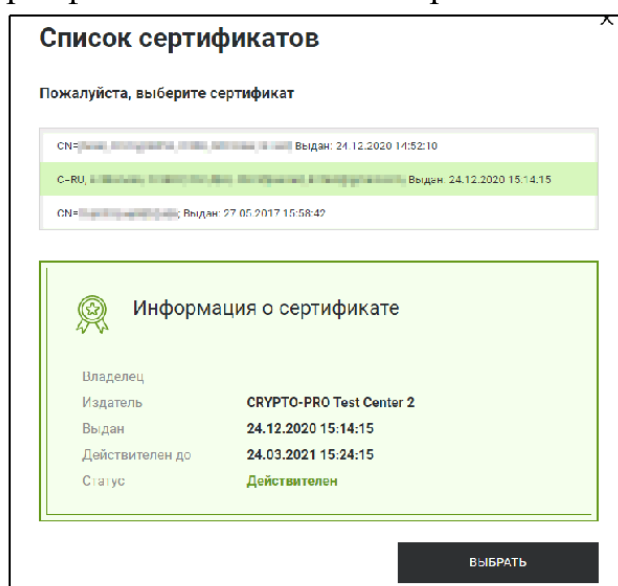 X
Список сертификатов
Пожалуйста, выберите сертификат
CN= Выдан: 24.12.2020 14:52:10
C=RU, Выдан: 24.12.2020 15:14:15
CN= ; Выдан: 27.05.2017 15:58:42
Информация о сертификате
Владелец
Издатель CRYPTO-PRO Test Center 2
Выдан 24.12.2020 15:14:15
Действителен до 24.03.2021 15:24:15
Статус Действителен
ВЫБРАТЬ